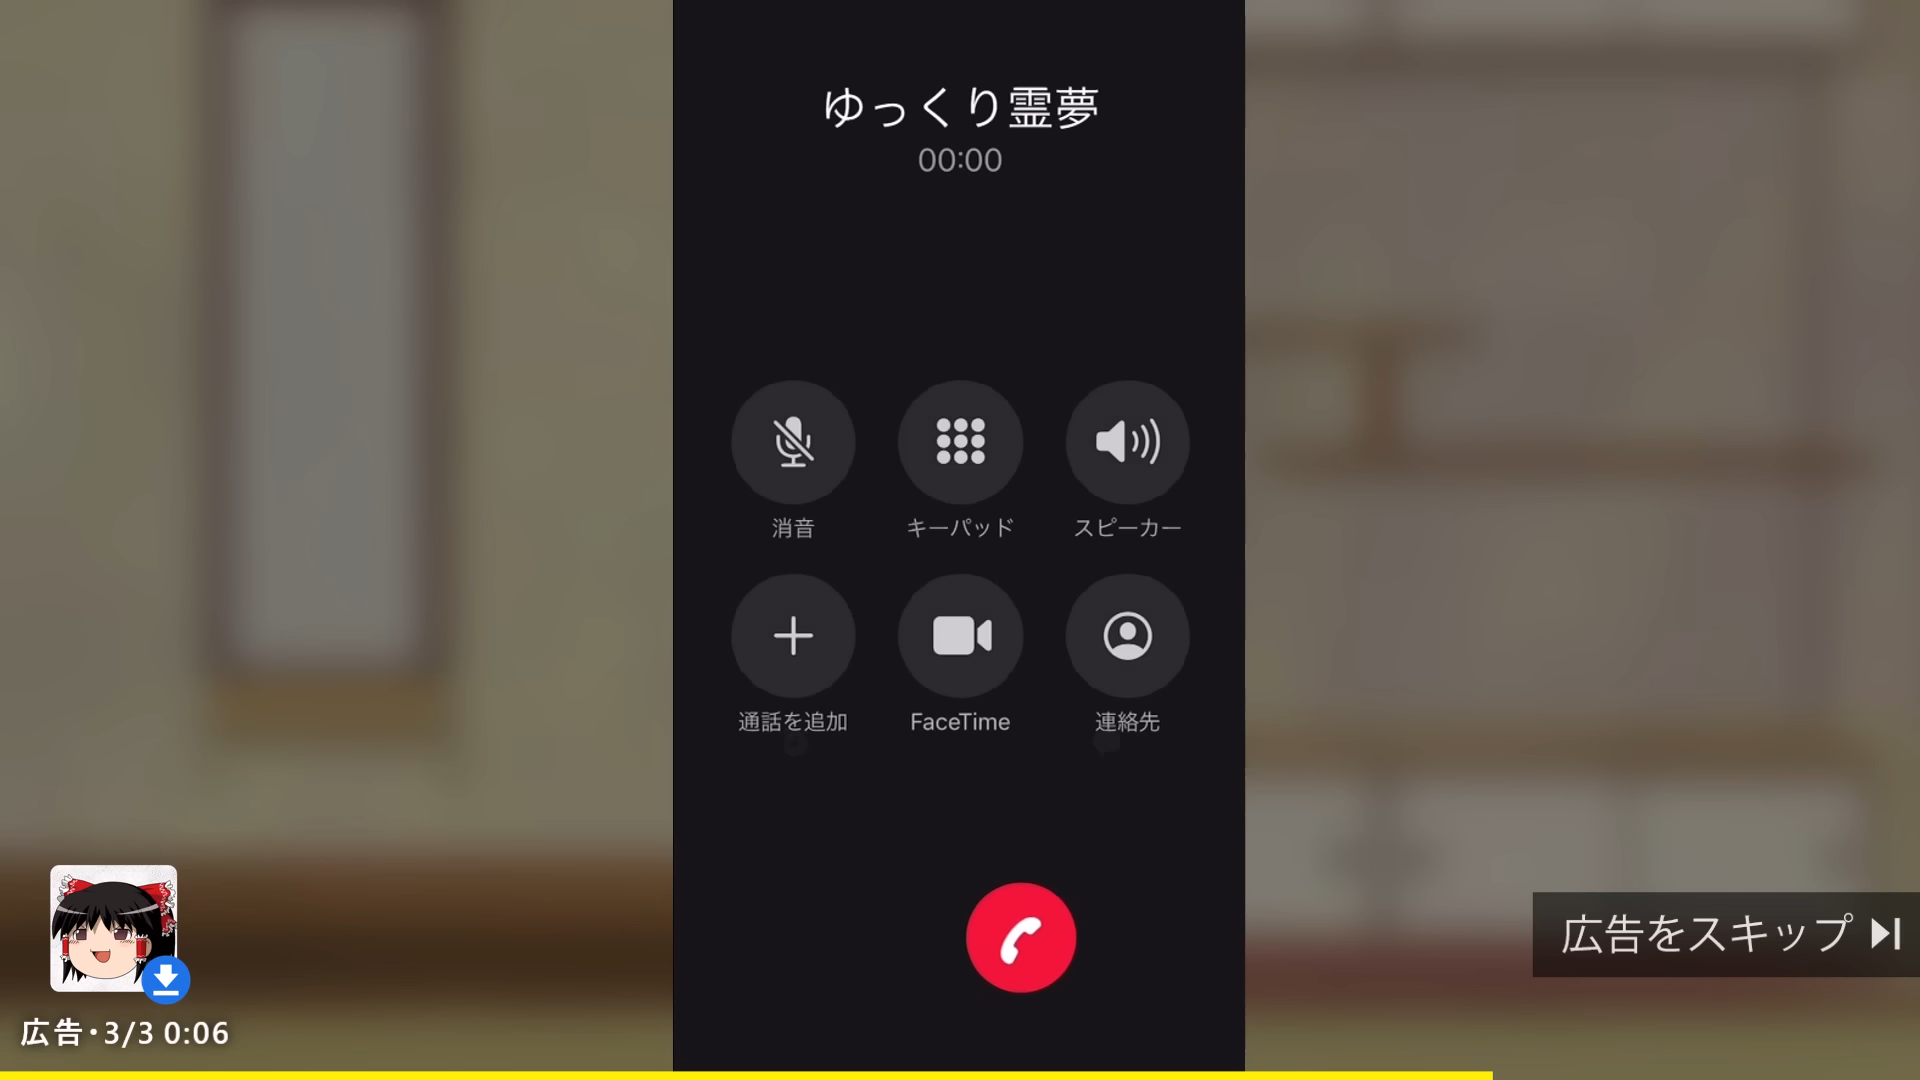 ゆっくり霊夢
00:00
消音
キーパッド
スピーカー
通話を追加
FaceTime
連絡先
広告をスキップ
広告・3/3 0:06